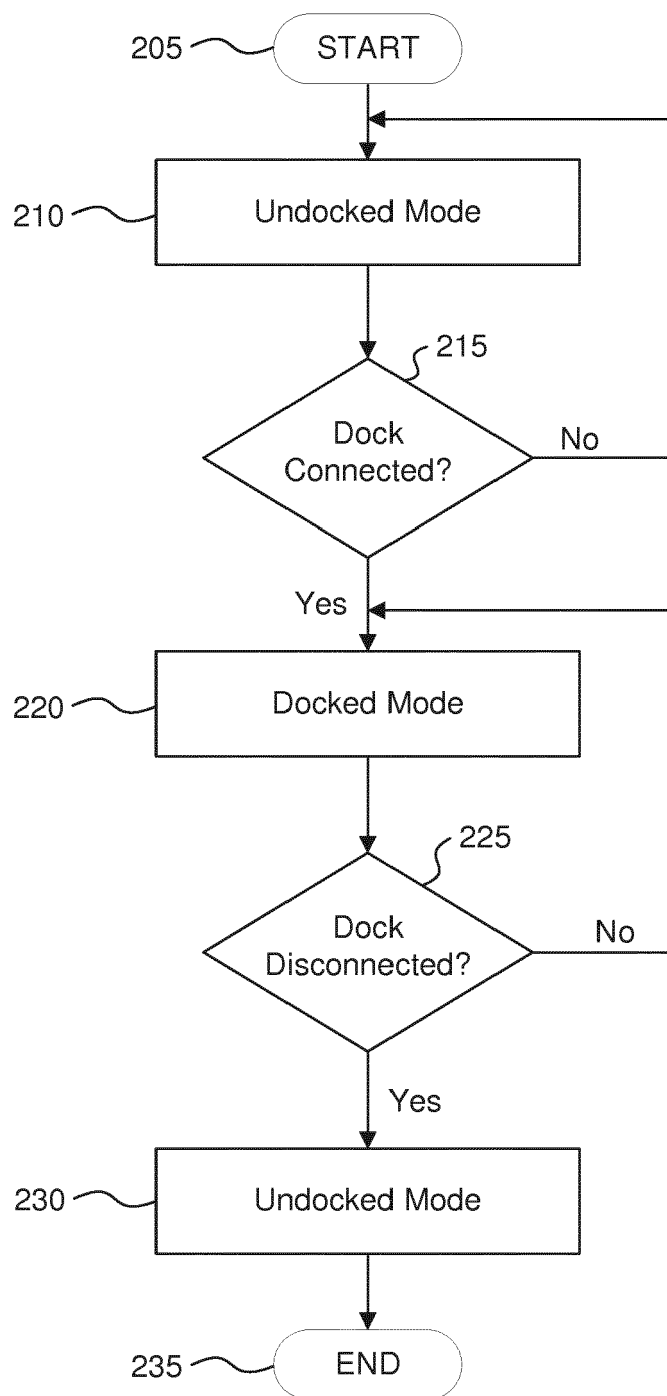 205
START
210
Undocked Mode
215
Dock
Connected?
No
Yes
220
Docked Mode
225
Dock
Disconnected?
No
Yes
230
Undocked Mode
235
END